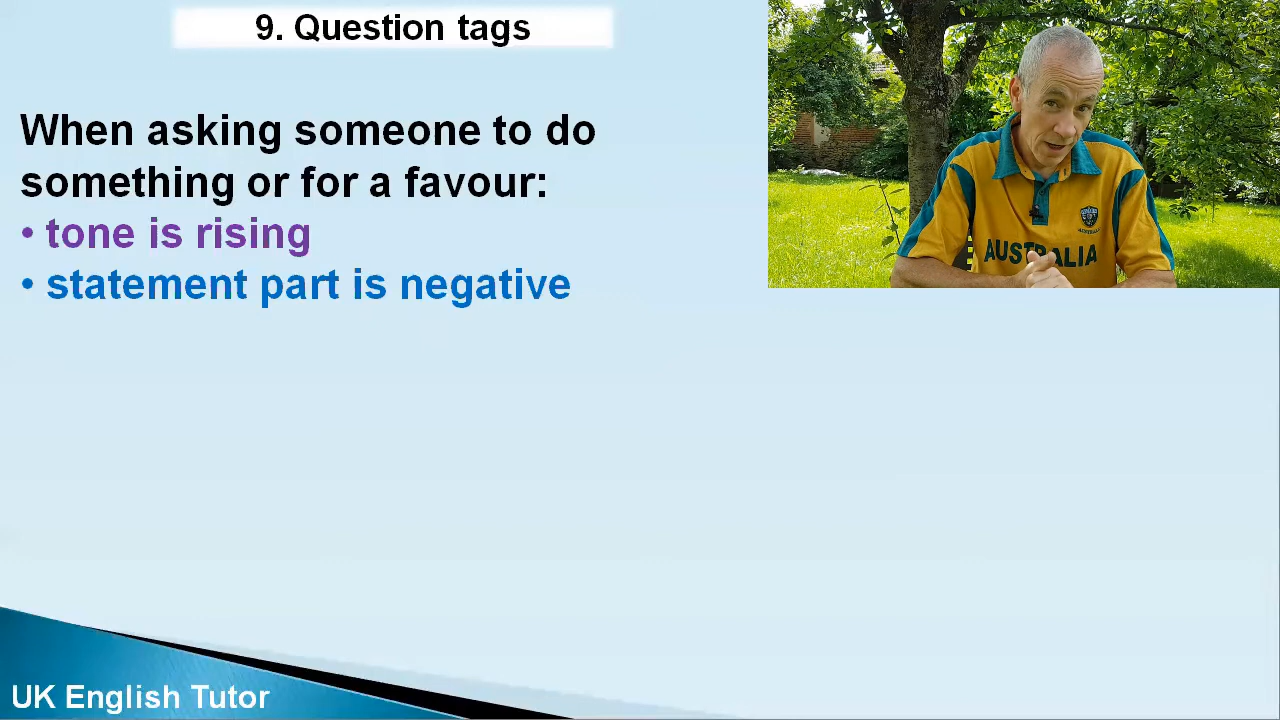 9. Question tags
When asking someone to do
something or for a favour:
• tone is rising
• statement part is negative
AUSTRALIA
UK English Tutor